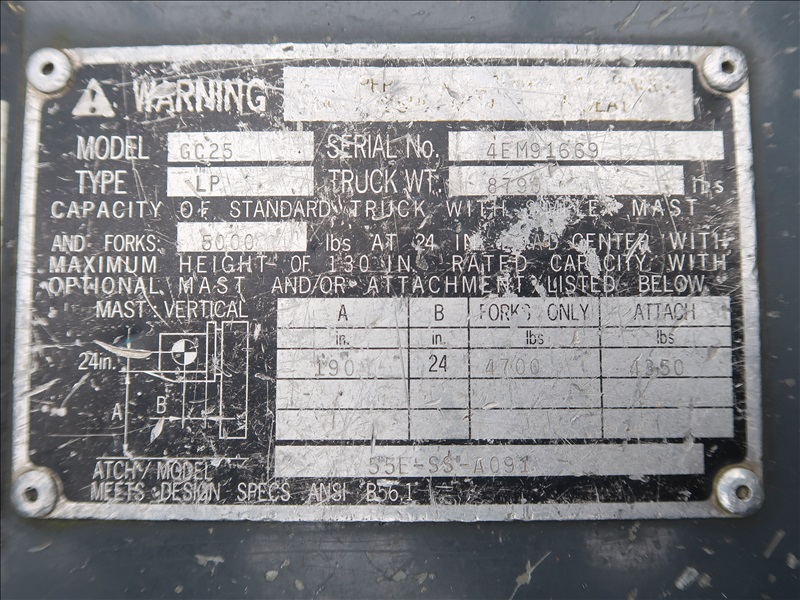 WARNING
MODEL GC25 SERIAL No. 4EM91669
TYPE LP TRUCK WT. lbs
CAPACITY OF STANDARD TRUCK WITH SIMPLEX MAST
AND FORKS: 5000 lbs AT 24 IN. LOAD CENTER WITH
MAXIMUM HEIGHT OF 130 IN. RATED CAPACITY WITH
OPTIONAL MAST AND/OR ATTACHMENT LISTED BELOW.
MAST VERTICAL
A B FORKS ONLY ATTACH
in. in. lbs lbs
190 24 4700 4350
24in.
A B
ATCH/MODEL 55E-SS-A091
MEETS DESIGN SPECS ANSI B56.1